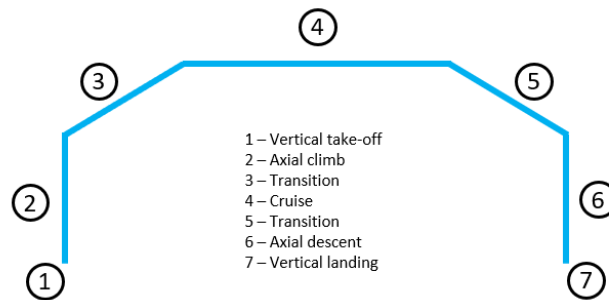 4
3
5
1 – Vertical take-off
2 – Axial climb
3 – Transition
4 – Cruise
5 – Transition
6 – Axial descent
7 – Vertical landing
2
6
1
7